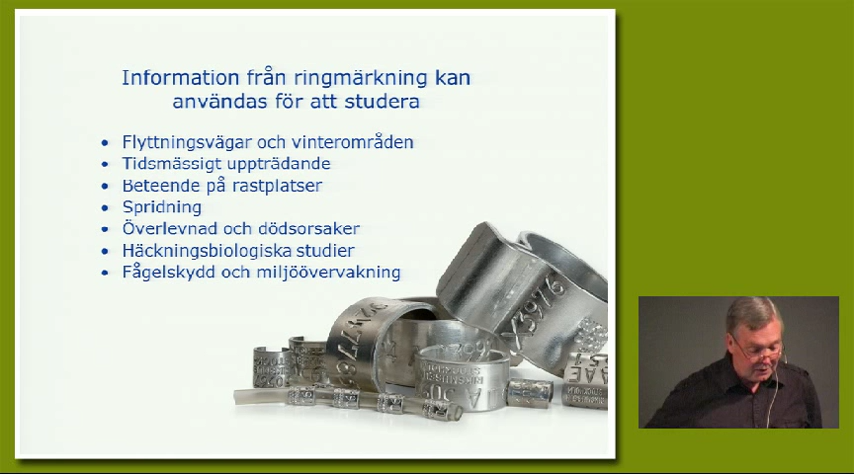 Information från ringmärkning kan
användas för att studera
• Flyttningsvägar och vinterområden
• Tidsmässigt uppträdande
• Beteende på rastplatser
• Spridning
• Överlevnad och dödsorsaker
• Häckningsbiologiska studier
• Fågelskydd och miljöövervakning